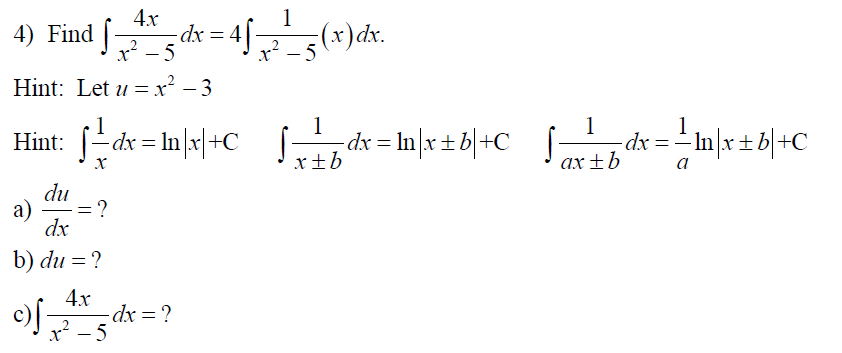 4) Find ∫ 4x/(x² – 5) dx = 4∫ 1/(x² – 5) (x)dx.
Hint: Let u = x² – 3
Hint: ∫ 1/x dx = ln|x|+C ∫ 1/(x ± b) dx = ln|x ± b|+C ∫ 1/(ax ± b) dx = 1/a ln|x ± b|+C
a) du/dx = ?
b) du = ?
c) ∫ 4x/(x² – 5) dx = ?